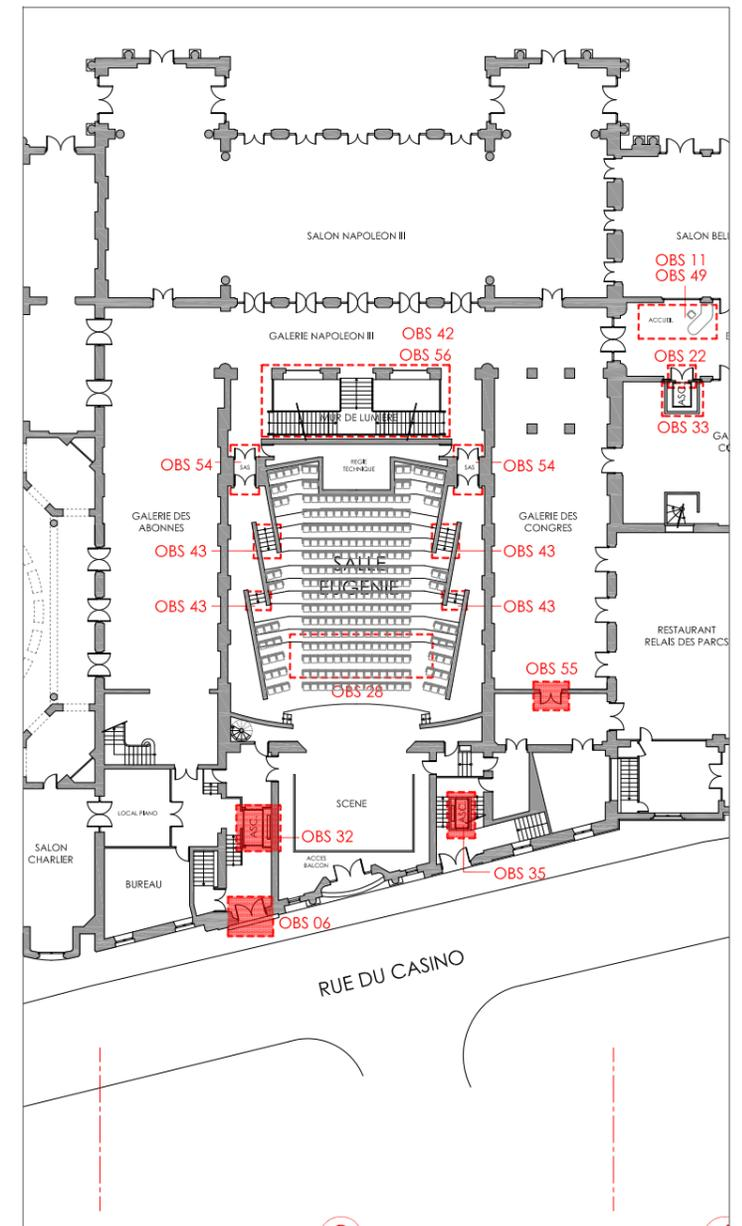 SALON NAPOLEON III
SALON BELL
OBS 11
OBS 49
ACCUEIL
GALERIE NAPOLEON III
OBS 42
OBS 56
OBS 22
ASC.
OBS 33
MUR DE LUMIERE
OBS 54
SAS
REGIE
TECHNIQUE
SAS
OBS 54
GALERIE DES
ABONNES
GALERIE DES
CONGRES
OBS 43
OBS 43
SALLE
EUGENIE
OBS 43
OBS 43
RESTAURANT
RELAIS DES PARCS
OBS 55
OBS 28
SCENE
LOCAL PIANO
ASC.
OBS 32
ASC.
SALON
CHARLIER
ACCES
BALCON
OBS 35
BUREAU
OBS 06
RUE DU CASINO